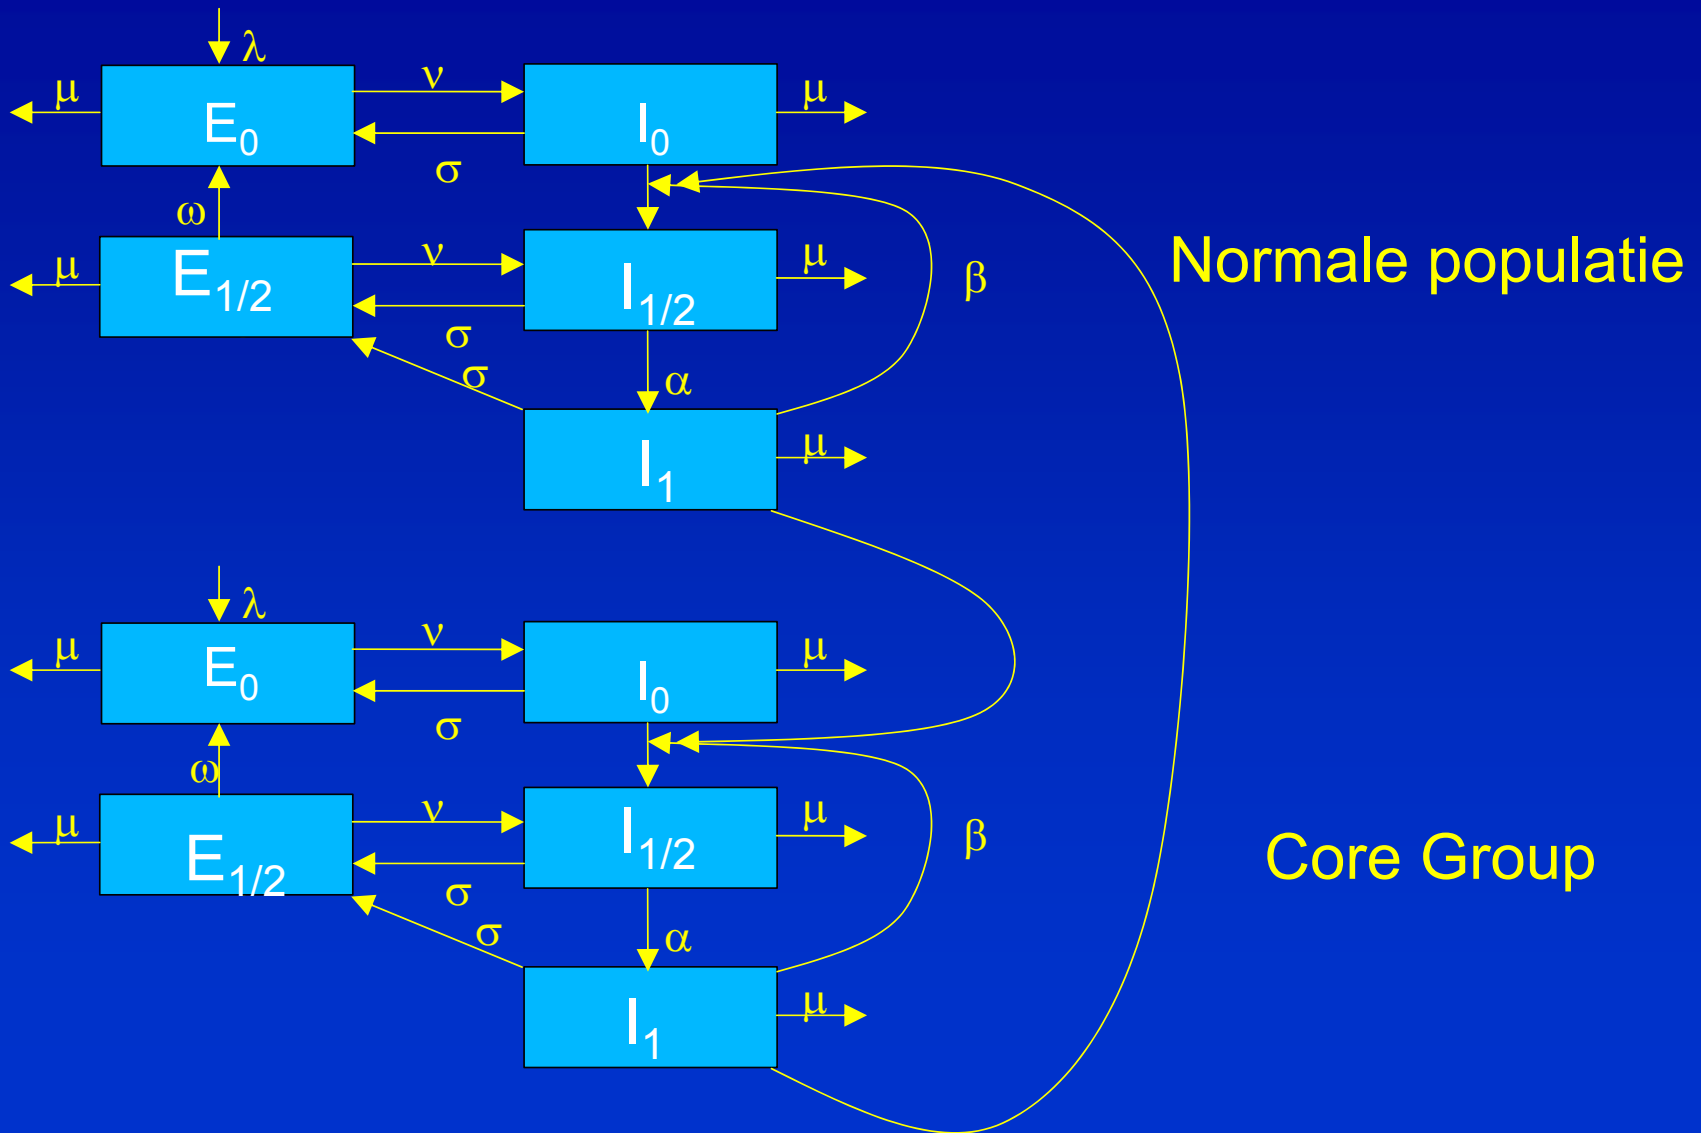 λ
μ E₀ ν I₀ μ
σ
ω
μ E₁/₂ ν I₁/₂ μ β Normale populatie
σ
σ α
I₁ μ
λ
μ E₀ ν I₀ μ
σ
ω
μ E₁/₂ ν I₁/₂ μ β Core Group
σ
σ α
I₁ μ